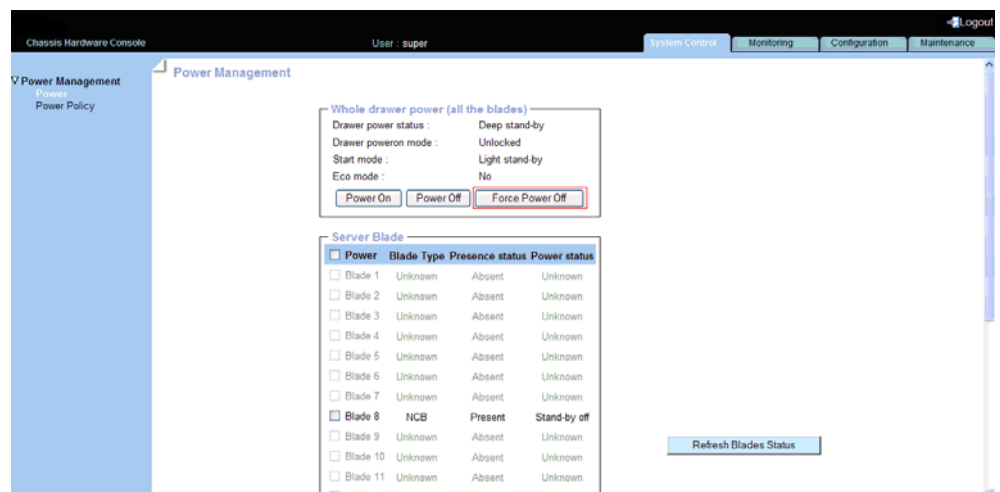 Logout
Chassis Hardware Console
User : super
System Control
Monitoring
Configuration
Maintenance
Power Management
Power
Power Policy
Power Management
Whole drawer power (all the blades)
Drawer power status : Deep stand-by
Drawer poweron mode : Unlocked
Start mode : Light stand-by
Eco mode : No
Power On Power Off Force Power Off
Server Blade
Power Blade Type Presence status Power status
Blade 1 Unknown Absent Unknown
Blade 2 Unknown Absent Unknown
Blade 3 Unknown Absent Unknown
Blade 4 Unknown Absent Unknown
Blade 5 Unknown Absent Unknown
Blade 6 Unknown Absent Unknown
Blade 7 Unknown Absent Unknown
Blade 8 NCB Present Stand-by off
Blade 9 Unknown Absent Unknown
Refresh Blades Status
Blade 10 Unknown Absent Unknown
Blade 11 Unknown Absent Unknown